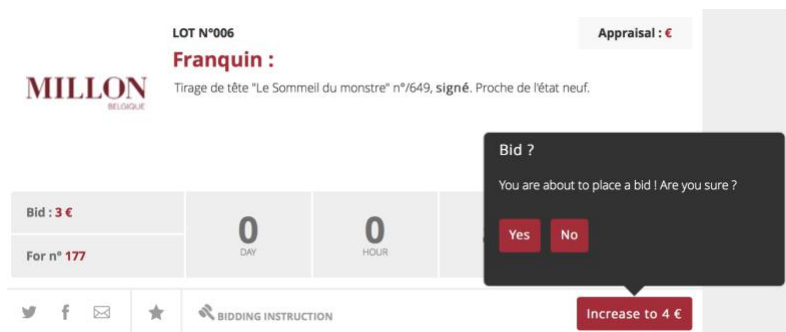 LOT N°006
Appraisal : €
Franquin :
MILLON
BELGIQUE
Tirage de tête "Le Sommeil du monstre" n°/649, signé. Proche de l'état neuf.
Bid ?
You are about to place a bid ! Are you sure ?
Yes No
Bid : 3 €
For n° 177
0
DAY
0
HOUR
BIDDING INSTRUCTION
Increase to 4 €